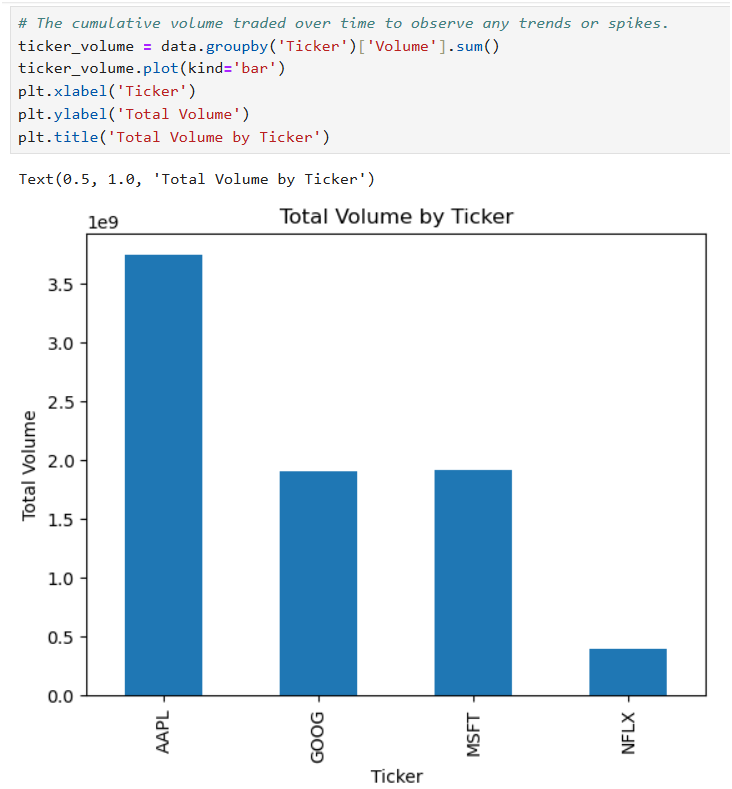 # The cumulative volume traded over time to observe any trends or spikes.
ticker_volume = data.groupby('Ticker')['Volume'].sum()
ticker_volume.plot(kind='bar')
plt.xlabel('Ticker')
plt.ylabel('Total Volume')
plt.title('Total Volume by Ticker')
Text(0.5, 1.0, 'Total Volume by Ticker')
Total Volume by Ticker
1e9
3.5
3.0
2.5
2.0
1.5
1.0
0.5
0.0
Total Volume
AAPL
GOOG
MSFT
NFLX
Ticker